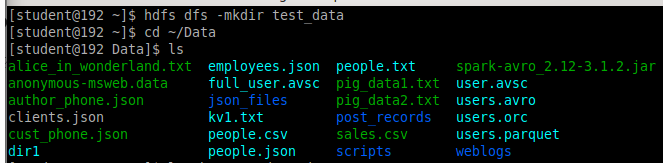 [student@192 ~]$ hdfs dfs -mkdir test_data
[student@192 ~]$ cd ~/Data
[student@192 Data]$ ls
alice_in_wonderland.txt employees.json people.txt spark-avro_2.12-3.1.2.jar
anonymous-msweb.data full_user.avsc pig_data1.txt user.avsc
author_phone.json json_files pig_data2.txt users.avro
clients.json kv1.txt post_records users.orc
cust_phone.json people.csv sales.csv users.parquet
dir1 people.json scripts weblogs